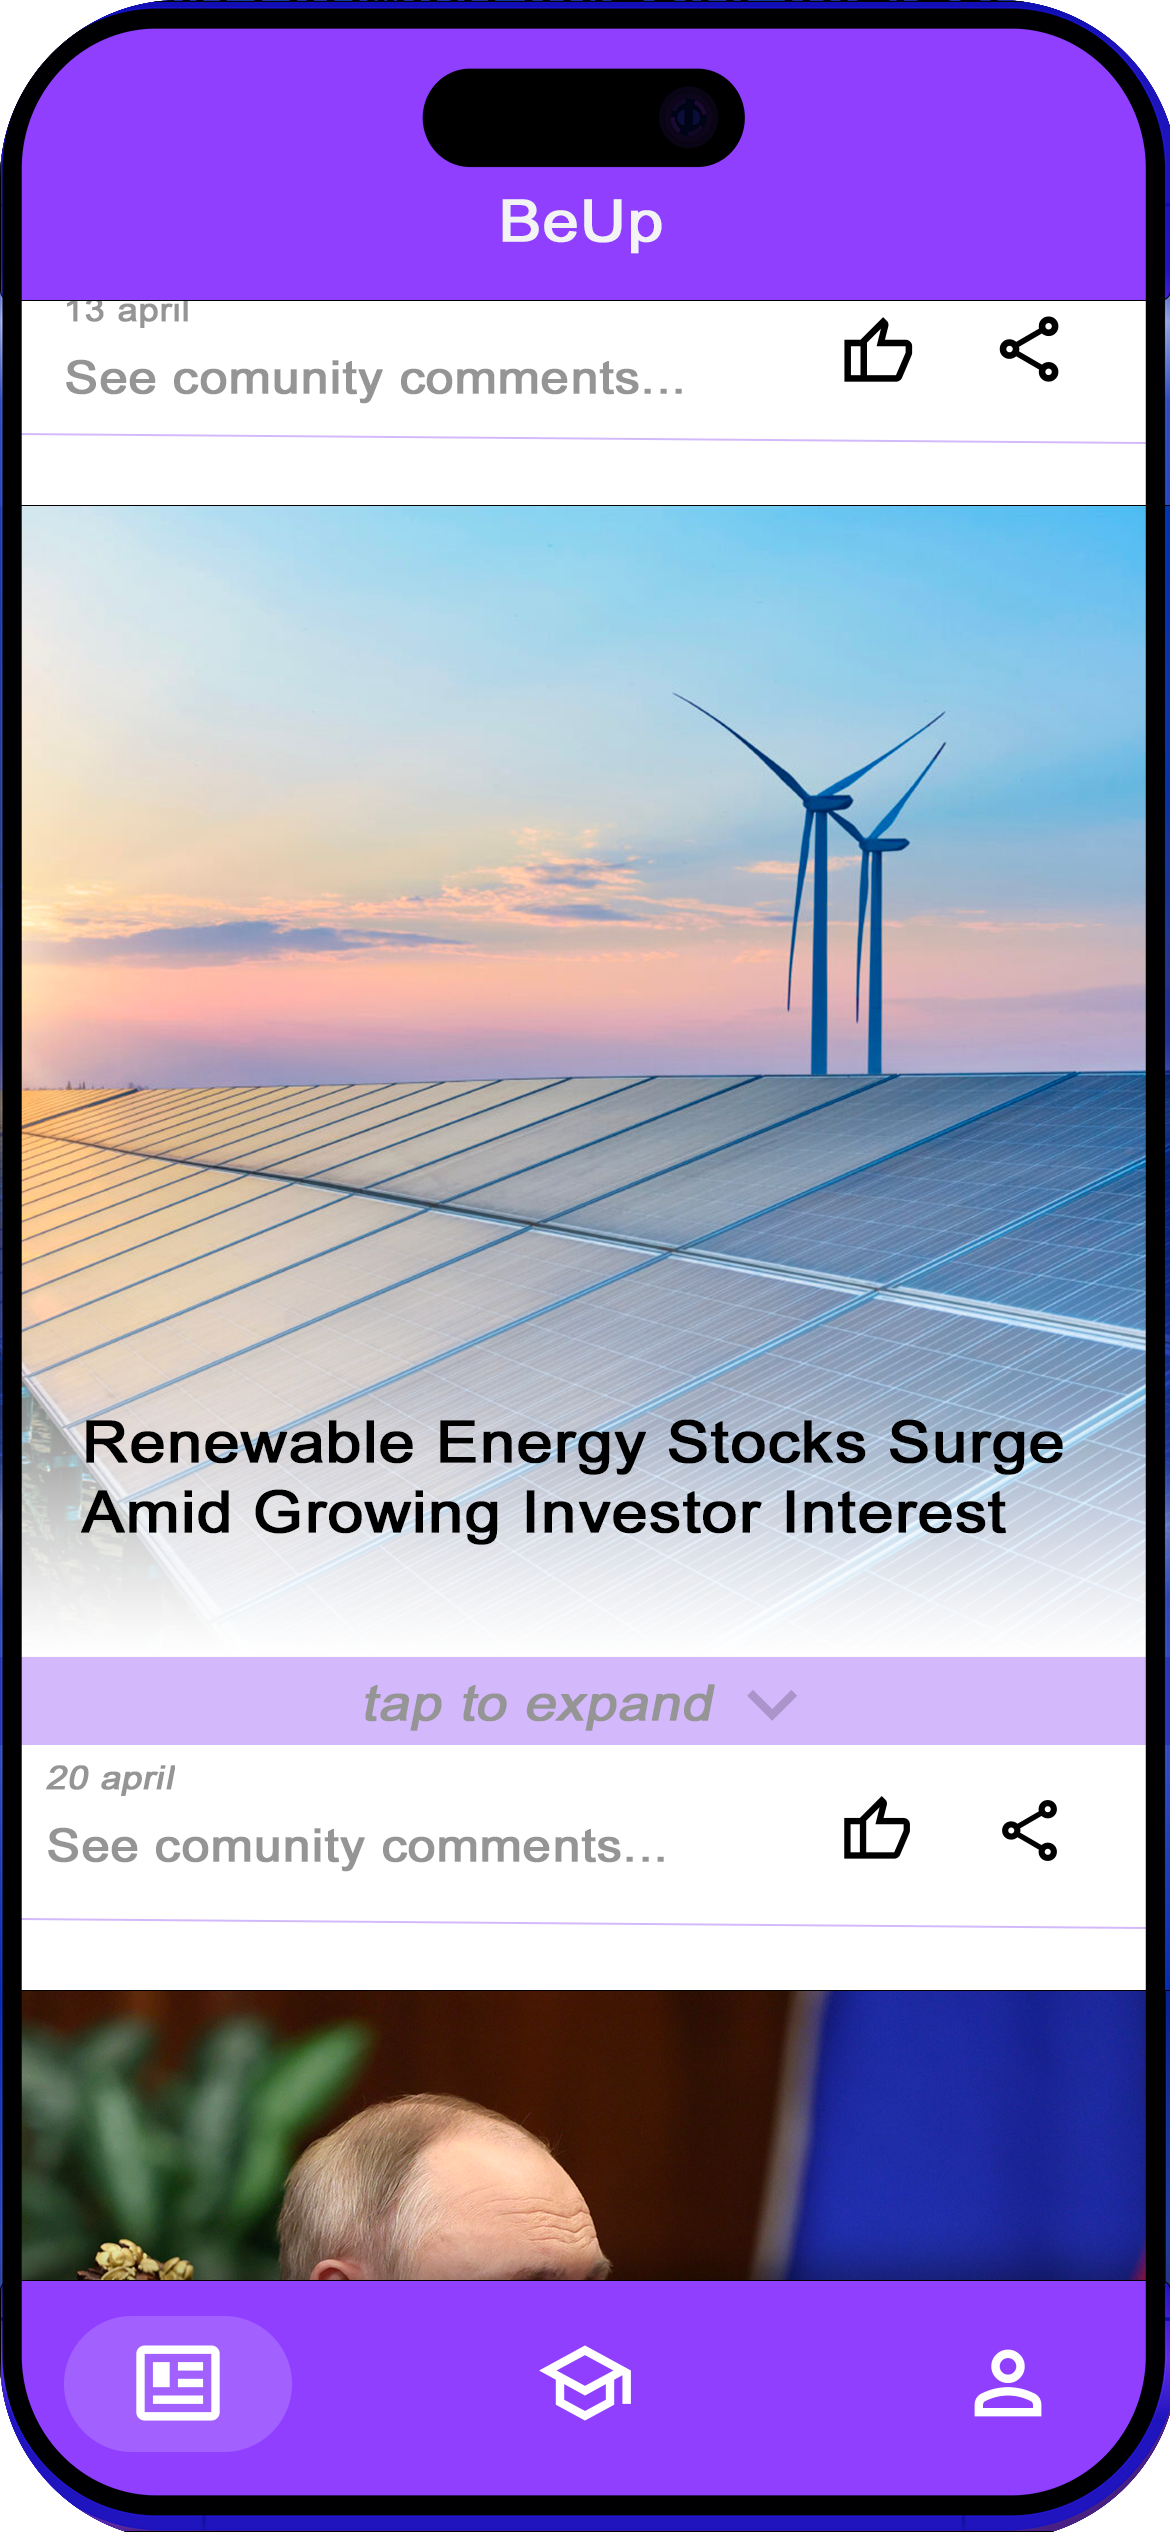 BeUp
13 april
See comunity comments...
Renewable Energy Stocks Surge
Amid Growing Investor Interest
tap to expand
20 april
See comunity comments...